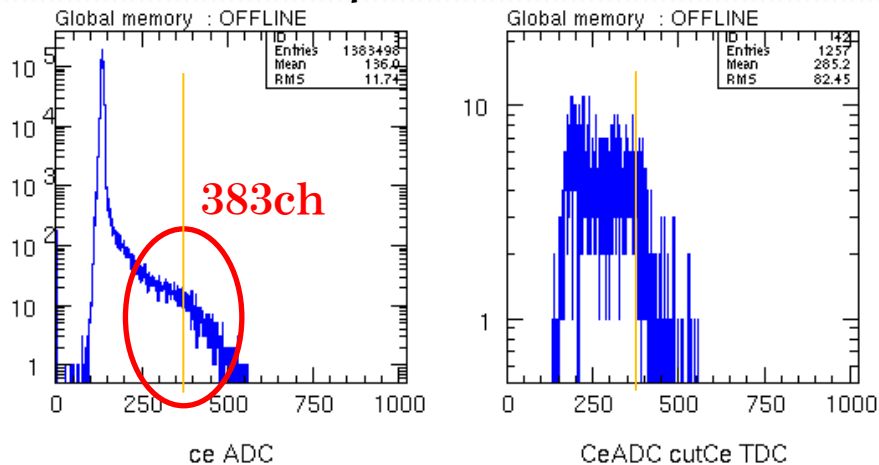 Global memory : OFFLINE
ID 3
Entries 1383498
Mean 136.0
RMS 11.74
10 5
10 4
10 3
10 2
10
1
383ch
0 250 500 750 1000
ce ADC
Global memory : OFFLINE
ID 42
Entries 1257
Mean 285.2
RMS 82.45
10
1
0 250 500 750 1000
CeADC cutCe TDC